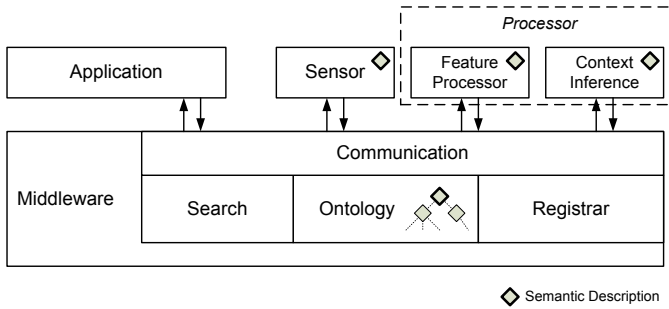 Processor
Application
Sensor
Feature
Processor
Context
Inference
Communication
Middleware
Search
Ontology
Registrar
Semantic Description